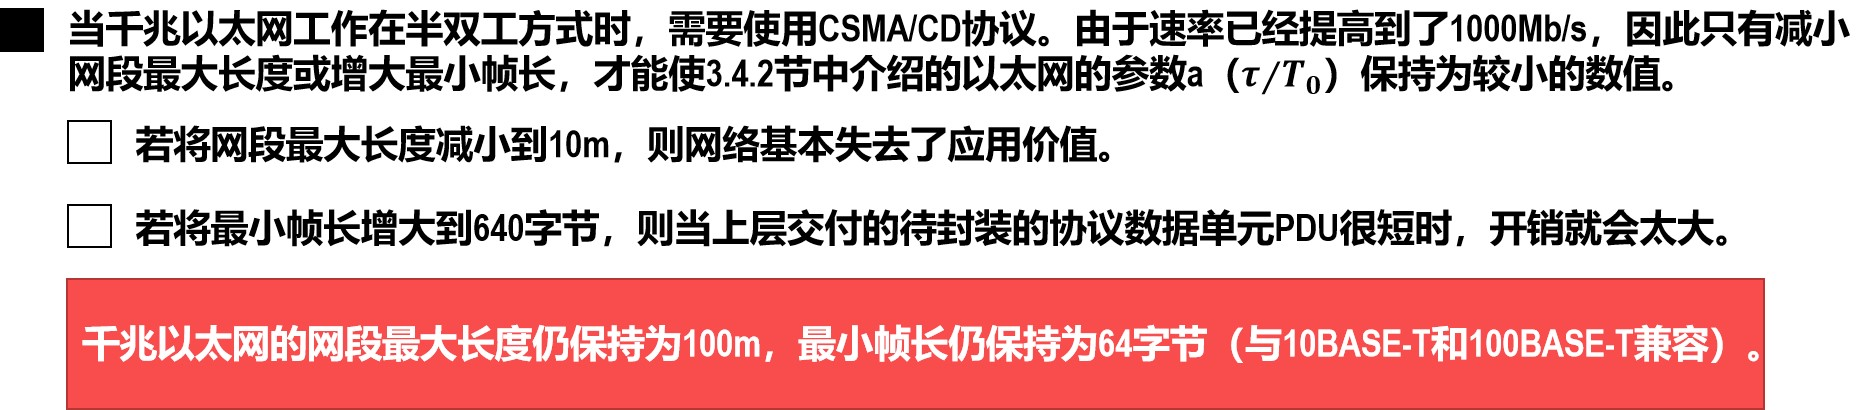 当千兆以太网工作在半双工方式时，需要使用CSMA/CD协议。由于速率已经提高到了1000Mb/s，因此只有减小
网段最大长度或增大最小帧长，才能使3.4.2节中介绍的以太网的参数a（τ/T₀）保持为较小的数值。
若将网段最大长度减小到10m，则网络基本失去了应用价值。
若将最小帧长增大到640字节，则当上层交付的待封装的协议数据单元PDU很短时，开销就会太大。
千兆以太网的网段最大长度仍保持为100m，最小帧长仍保持为64字节（与10BASE-T和100BASE-T兼容）。